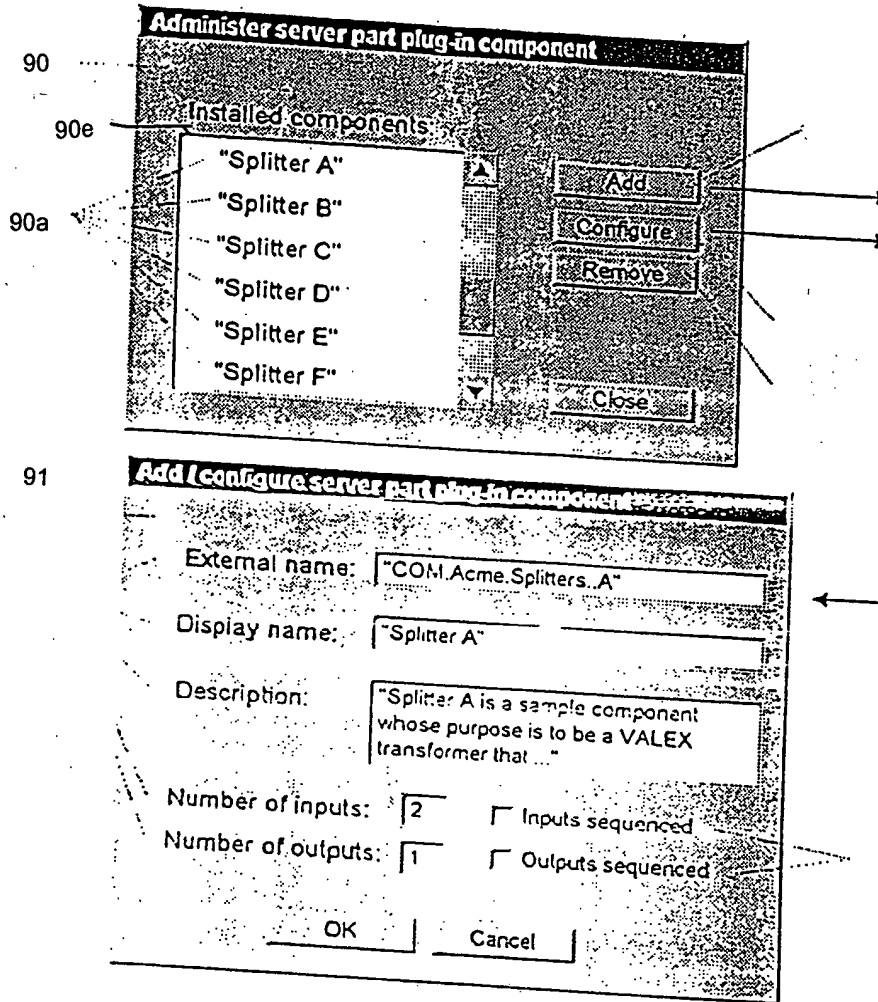 Administer server part plug-in component
90
Installed components
90e
"Splitter A"
Add
"Splitter B"
90a
Configure
"Splitter C"
Remove
"Splitter D"
"Splitter E"
"Splitter F"
Close
91
Add / configure server part plug-in component
External name: "COM.Acme.Splitters..A"
Display name: "Splitter A"
Description: "Splitter A is a sample component
whose purpose is to be a VALEX
transformer that ..."
Number of inputs: 2 Inputs sequenced
Number of outputs: 1 Outputs sequenced
OK Cancel